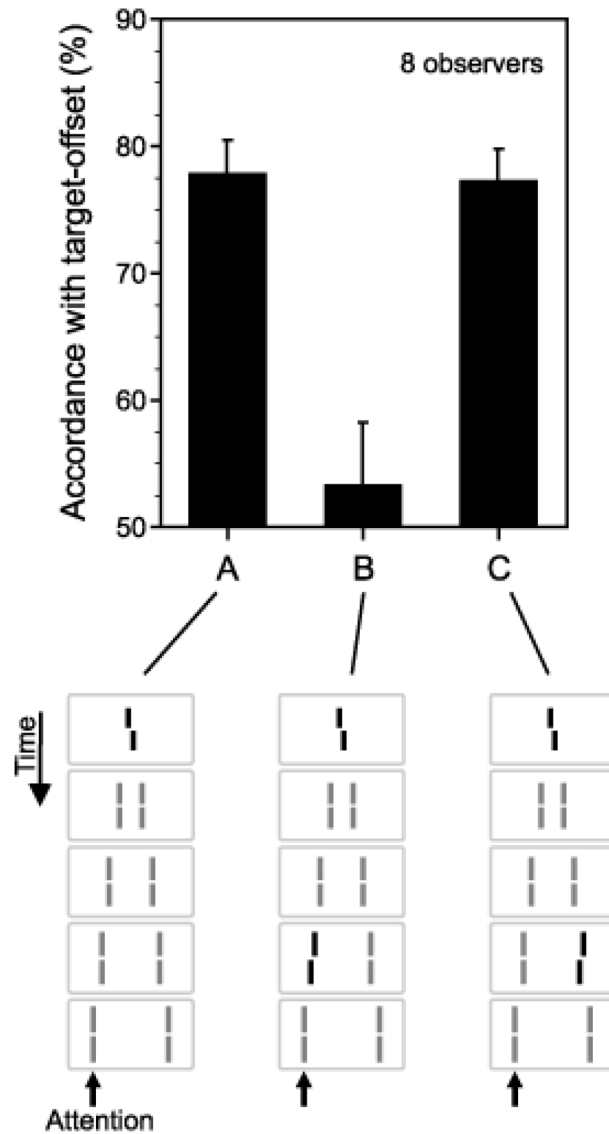 Accordance with target-offset (%)
90
8 observers
80
70
60
50
A B C
Time
Attention